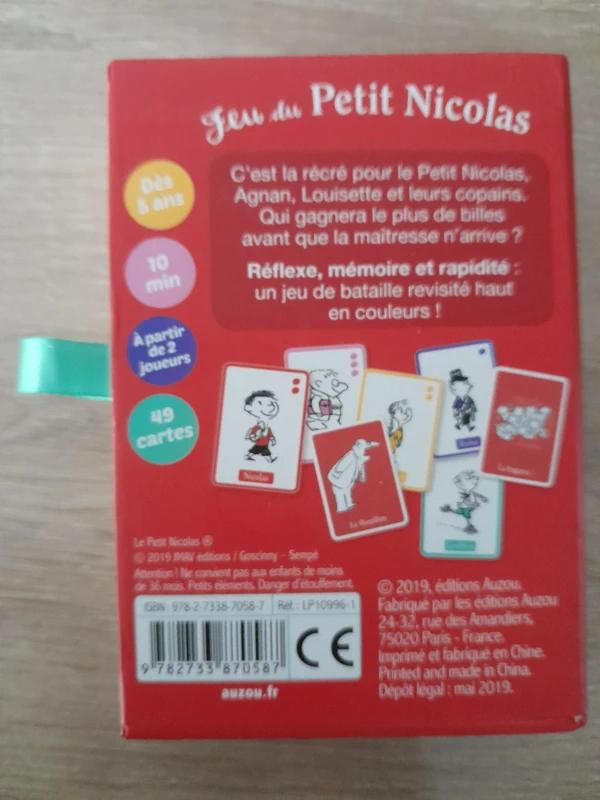 Jeu du Petit Nicolas
C'est la récré pour le Petit Nicolas,
Agnan, Louisette et leurs copains.
Qui gagnera le plus de billes
avant que la maîtresse n'arrive ?
Réflexe, mémoire et rapidité :
un jeu de bataille revisité haut
en couleurs !
Dès
5 ans
10
min
À partir
de 2
joueurs
49
cartes
Nicolas
Le Bouillon
Le Petit Nicolas ®
© 2019 IMAV éditions / Goscinny - Sempé
Attention ! Ne convient pas aux enfants de moins
de 36 mois. Petits éléments. Danger d'étouffement.
ISBN : 978-2-7338-7058-7
Réf. : LP10996-1
9 782733 870587
CE
auzou.fr
© 2019, éditions Auzou.
Fabriqué par les éditions Auzou
24-32, rue des Amandiers,
75020 Paris - France.
Imprimé et fabriqué en Chine.
Printed and made in China.
Dépôt légal : mai 2019.